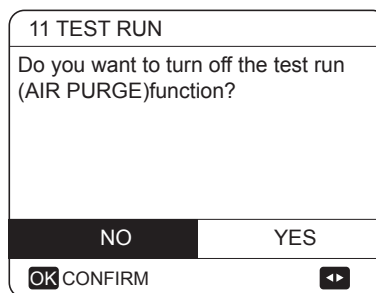 11 TEST RUN
Do you want to turn off the test run
(AIR PURGE)function?
NO YES
OK CONFIRM